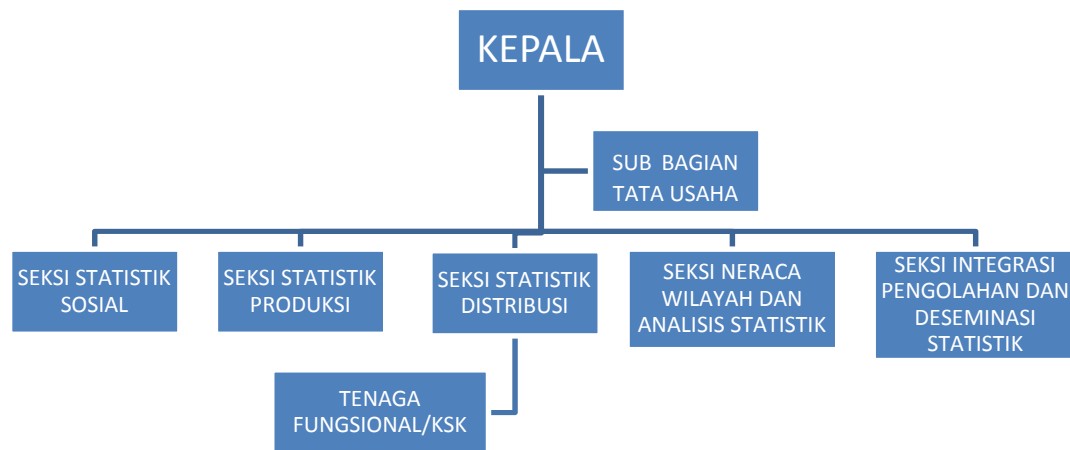 KEPALA
SUB BAGIAN
TATA USAHA
SEKSI STATISTIK
SOSIAL
SEKSI STATISTIK
PRODUKSI
SEKSI STATISTIK
DISTRIBUSI
SEKSI NERACA
WILAYAH DAN
ANALISIS STATISTIK
SEKSI INTEGRASI
PENGOLAHAN DAN
DESEMINASI
STATISTIK
TENAGA
FUNGSIONAL/KSK